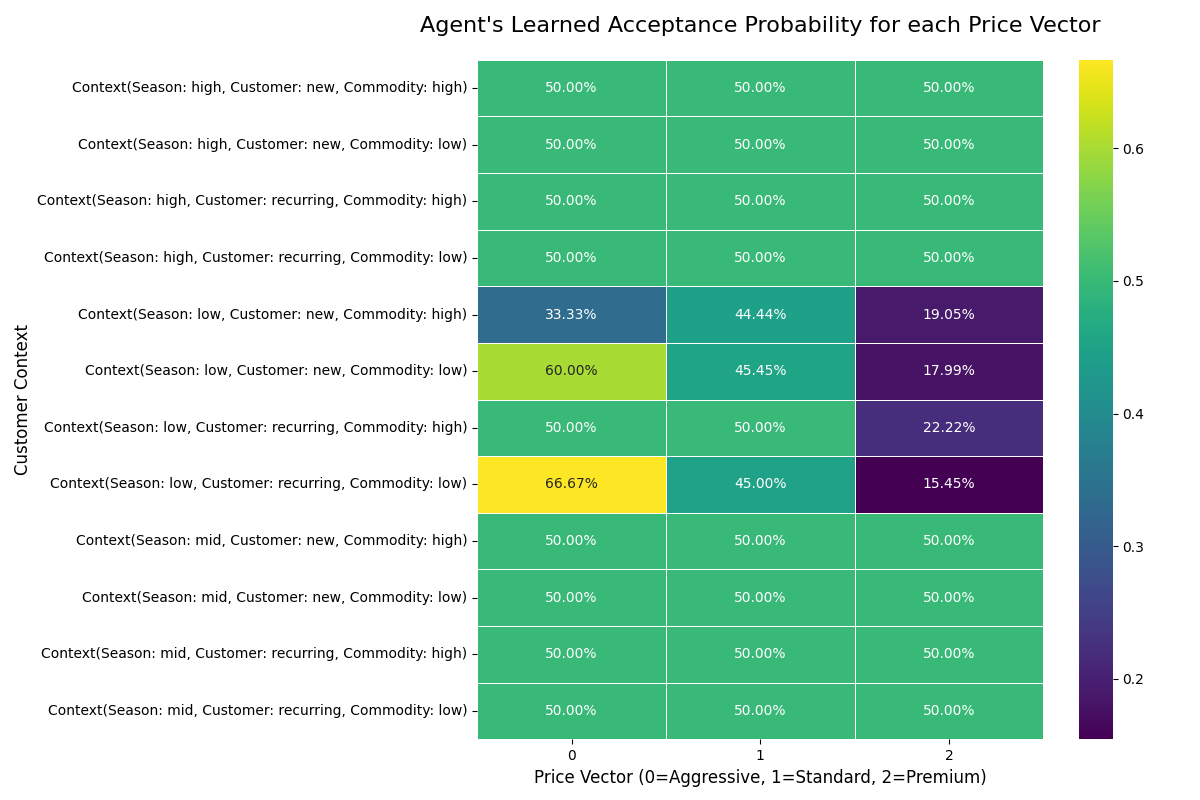 Agent's Learned Acceptance Probability for each Price Vector
Context(Season: high, Customer: new, Commodity: high) 50.00% 50.00% 50.00%
Context(Season: high, Customer: new, Commodity: low) 50.00% 50.00% 50.00%
Context(Season: high, Customer: recurring, Commodity: high) 50.00% 50.00% 50.00%
Context(Season: high, Customer: recurring, Commodity: low) 50.00% 50.00% 50.00%
Context(Season: low, Customer: new, Commodity: high) 33.33% 44.44% 19.05%
Context(Season: low, Customer: new, Commodity: low) 60.00% 45.45% 17.99%
Context(Season: low, Customer: recurring, Commodity: high) 50.00% 50.00% 22.22%
Context(Season: low, Customer: recurring, Commodity: low) 66.67% 45.00% 15.45%
Context(Season: mid, Customer: new, Commodity: high) 50.00% 50.00% 50.00%
Context(Season: mid, Customer: new, Commodity: low) 50.00% 50.00% 50.00%
Context(Season: mid, Customer: recurring, Commodity: high) 50.00% 50.00% 50.00%
Context(Season: mid, Customer: recurring, Commodity: low) 50.00% 50.00% 50.00%
0 1 2
Price Vector (0=Aggressive, 1=Standard, 2=Premium)
Customer Context
0.6
0.5
0.4
0.3
0.2